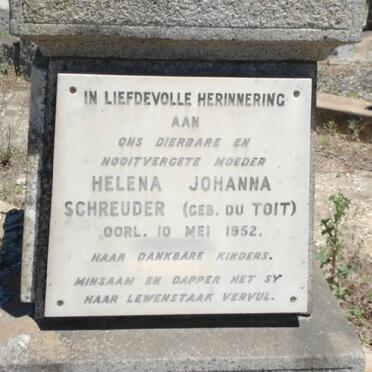 IN LIEFDEVOLLE HERINNERING
AAN
ONS DIERBARE EN
NOOITVERGETE MOEDER
HELENA JOHANNA
SCHREUDER (GEB. DU TOIT)
OORL. 10 MEI 1952.
HAAR DANKBARE KINDERS.
MINSAAM EN DAPPER HET SY
HAAR LEWENSTAAK VERVUL.